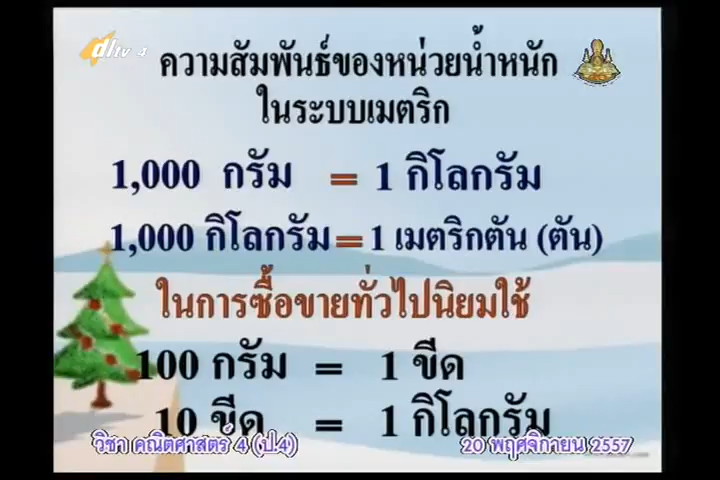 dltv 4
ความสัมพันธ์ของหน่วยน้ำหนัก
ในระบบเมตริก
1,000 กรัม = 1 กิโลกรัม
1,000 กิโลกรัม = 1 เมตริกตัน (ตัน)
ในการซื้อขายทั่วไปนิยมใช้
100 กรัม = 1 ขีด
10 ขีด = 1 กิโลกรัม
วิชา คณิตศาสตร์ 4 (ป.4) 20 พฤศจิกายน 2557